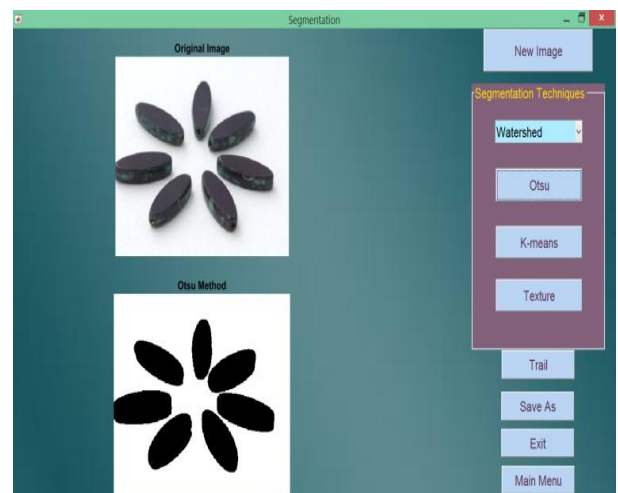 Segmentation
Original Image
New Image
Segmentation Techniques
Watershed
Otsu
K-means
Otsu Method
Texture
Trail
Save As
Exit
Main Menu